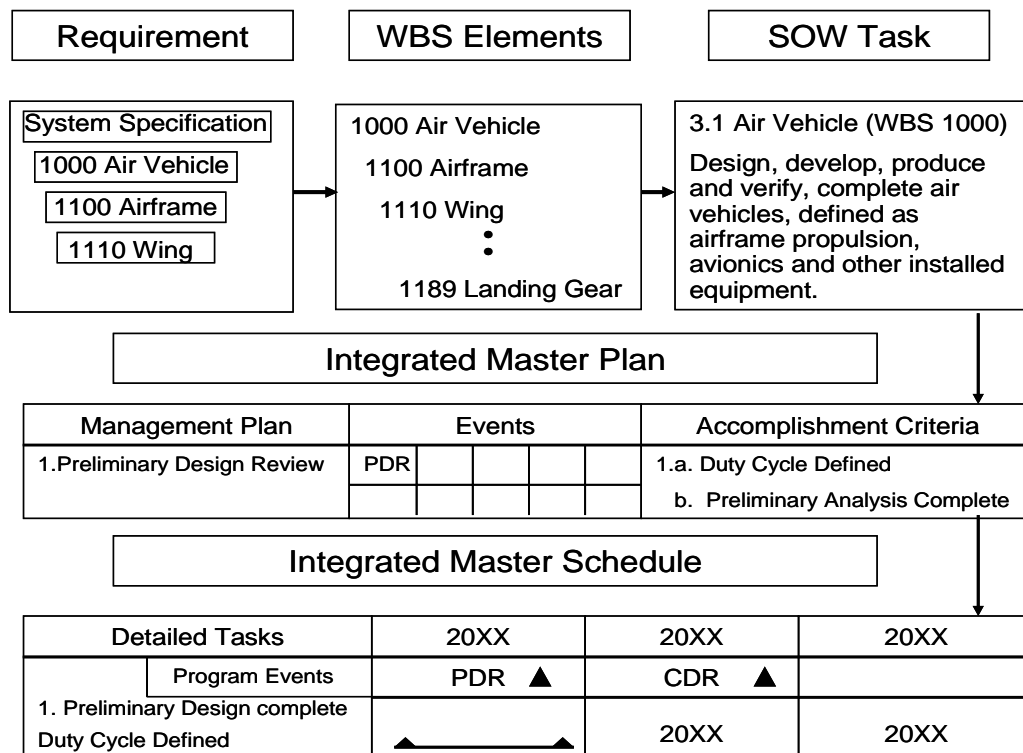 Requirement
WBS Elements
SOW Task
System Specification
1000 Air Vehicle
1100 Airframe
1110 Wing
1000 Air Vehicle
1100 Airframe
1110 Wing
1189 Landing Gear
3.1 Air Vehicle (WBS 1000)
Design, develop, produce
and verify, complete air
vehicles, defined as
airframe propulsion,
avionics and other installed
equipment.
Integrated Master Plan
Management Plan
Events
Accomplishment Criteria
1.Preliminary Design Review
PDR
1.a. Duty Cycle Defined
b. Preliminary Analysis Complete
Integrated Master Schedule
Detailed Tasks
20XX
20XX
20XX
Program Events
PDR
CDR
1. Preliminary Design complete
Duty Cycle Defined
20XX
20XX